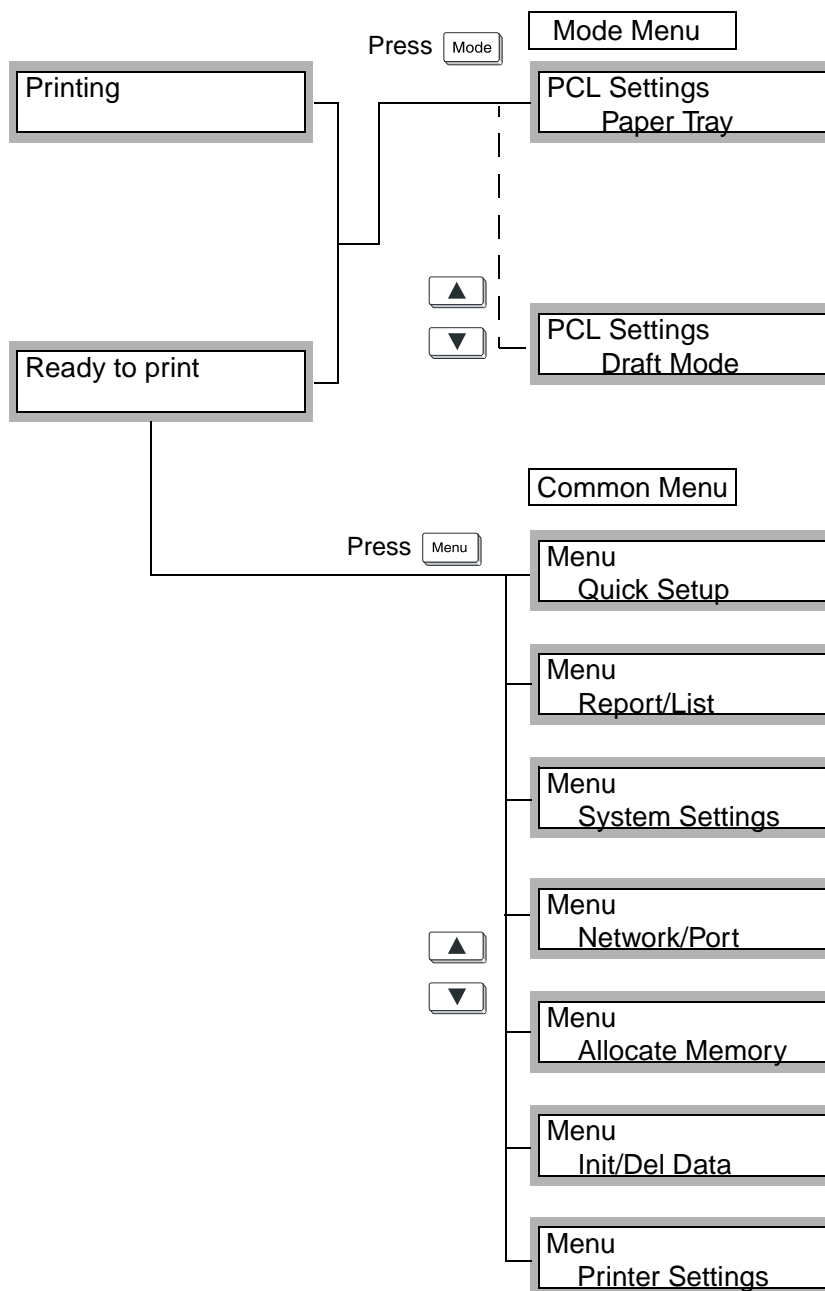 Press Mode
Mode Menu
Printing
PCL Settings
Paper Tray
PCL Settings
Draft Mode
Ready to print
Common Menu
Press Menu
Menu
Quick Setup
Menu
Report/List
Menu
System Settings
Menu
Network/Port
Menu
Allocate Memory
Menu
Init/Del Data
Menu
Printer Settings